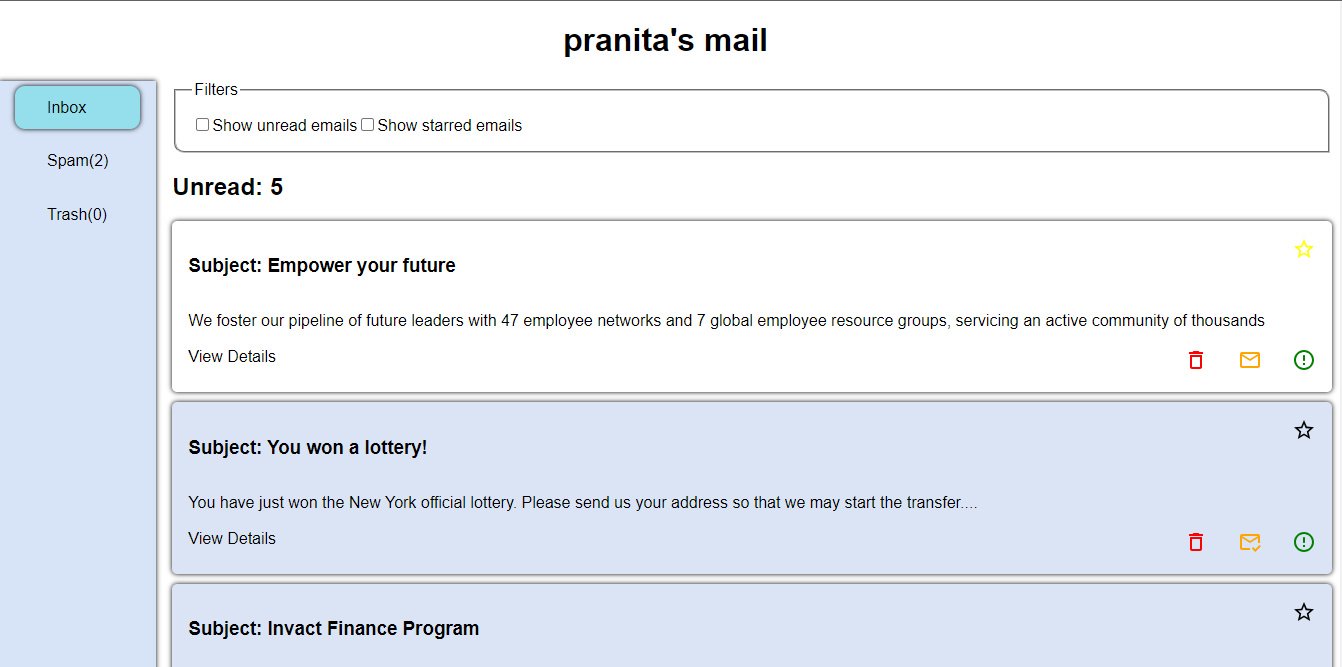 pranita's mail
Inbox
Spam(2)
Trash(0)
Filters
Show unread emails Show starred emails
Unread: 5
Subject: Empower your future
We foster our pipeline of future leaders with 47 employee networks and 7 global employee resource groups, servicing an active community of thousands
View Details
Subject: You won a lottery!
You have just won the New York official lottery. Please send us your address so that we may start the transfer....
View Details
Subject: Invact Finance Program